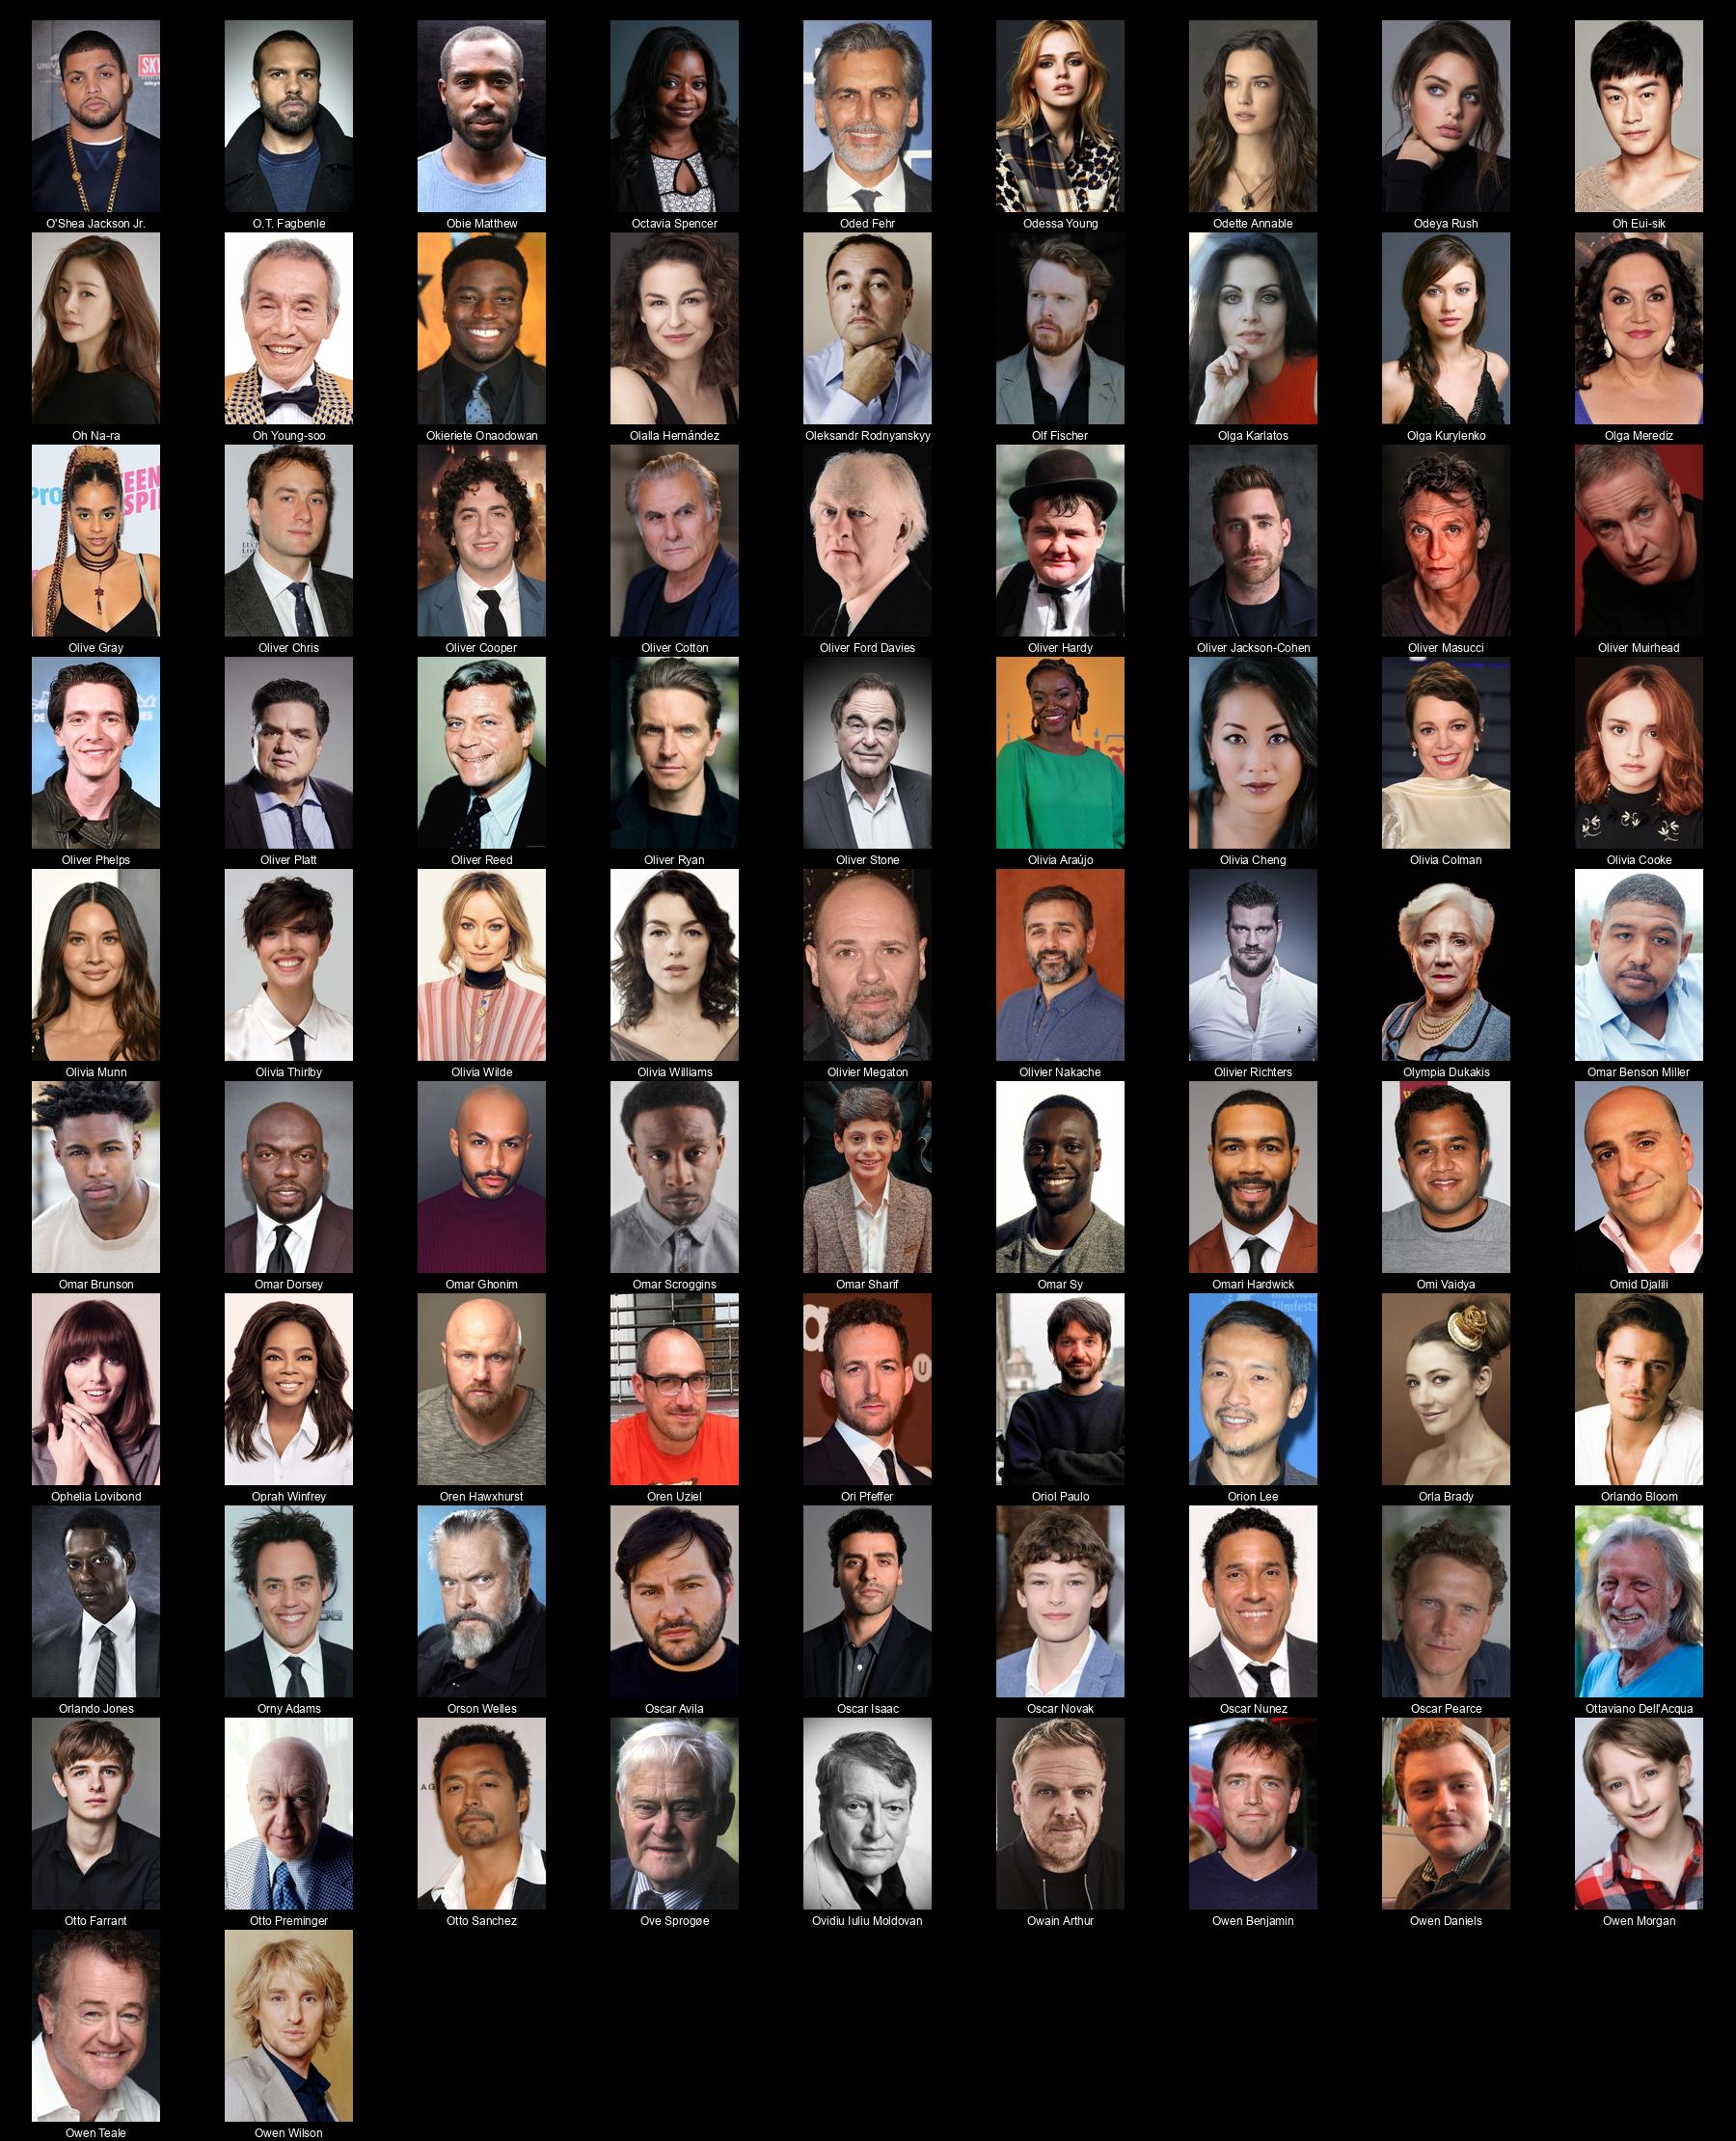 O'Shea Jackson Jr.
O.T. Fagbenle
Obie Matthew
Octavia Spencer
Oded Fehr
Odessa Young
Odette Annable
Odeya Rush
Oh Eui-sik
Oh Na-ra
Oh Young-soo
Okieriete Onaodowan
Olalla Hernández
Oleksandr Rodnyanskyy
Olf Fischer
Olga Karlatos
Olga Kurylenko
Olga Merediz
Olive Gray
Oliver Chris
Oliver Cooper
Oliver Cotton
Oliver Ford Davies
Oliver Hardy
Oliver Jackson-Cohen
Oliver Masucci
Oliver Muirhead
Oliver Phelps
Oliver Platt
Oliver Reed
Oliver Ryan
Oliver Stone
Olivia Araújo
Olivia Cheng
Olivia Colman
Olivia Cooke
Olivia Munn
Olivia Thirlby
Olivia Wilde
Olivia Williams
Olivier Megaton
Olivier Nakache
Olivier Richters
Olympia Dukakis
Omar Benson Miller
Omar Brunson
Omar Dorsey
Omar Ghonim
Omar Scroggins
Omar Sharif
Omar Sy
Omari Hardwick
Omi Vaidya
Omid Djalili
Ophelia Lovibond
Oprah Winfrey
Oren Hawxhurst
Oren Uziel
Ori Pfeffer
Oriol Paulo
Orion Lee
Orla Brady
Orlando Bloom
Orlando Jones
Orny Adams
Orson Welles
Oscar Avila
Oscar Isaac
Oscar Novak
Oscar Nunez
Oscar Pearce
Ottaviano Dell'Acqua
Otto Farrant
Otto Preminger
Otto Sanchez
Ove Sprogøe
Ovidiu Iuliu Moldovan
Owain Arthur
Owen Benjamin
Owen Daniels
Owen Morgan
Owen Teale
Owen Wilson